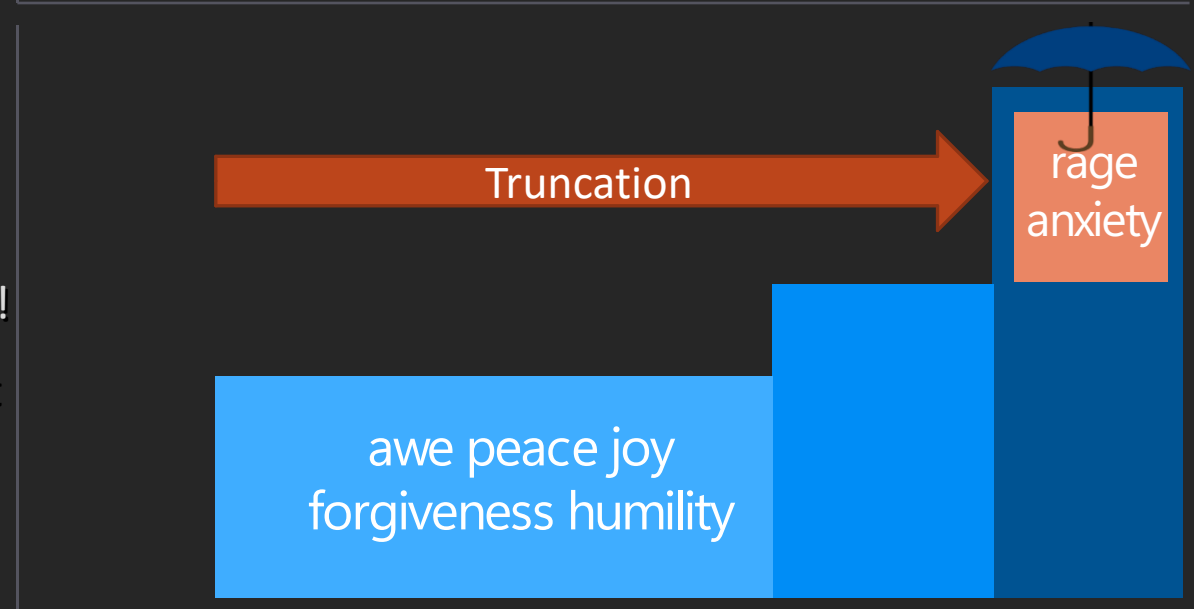 Truncation
rage
anxiety
!
awe peace joy
forgiveness humility